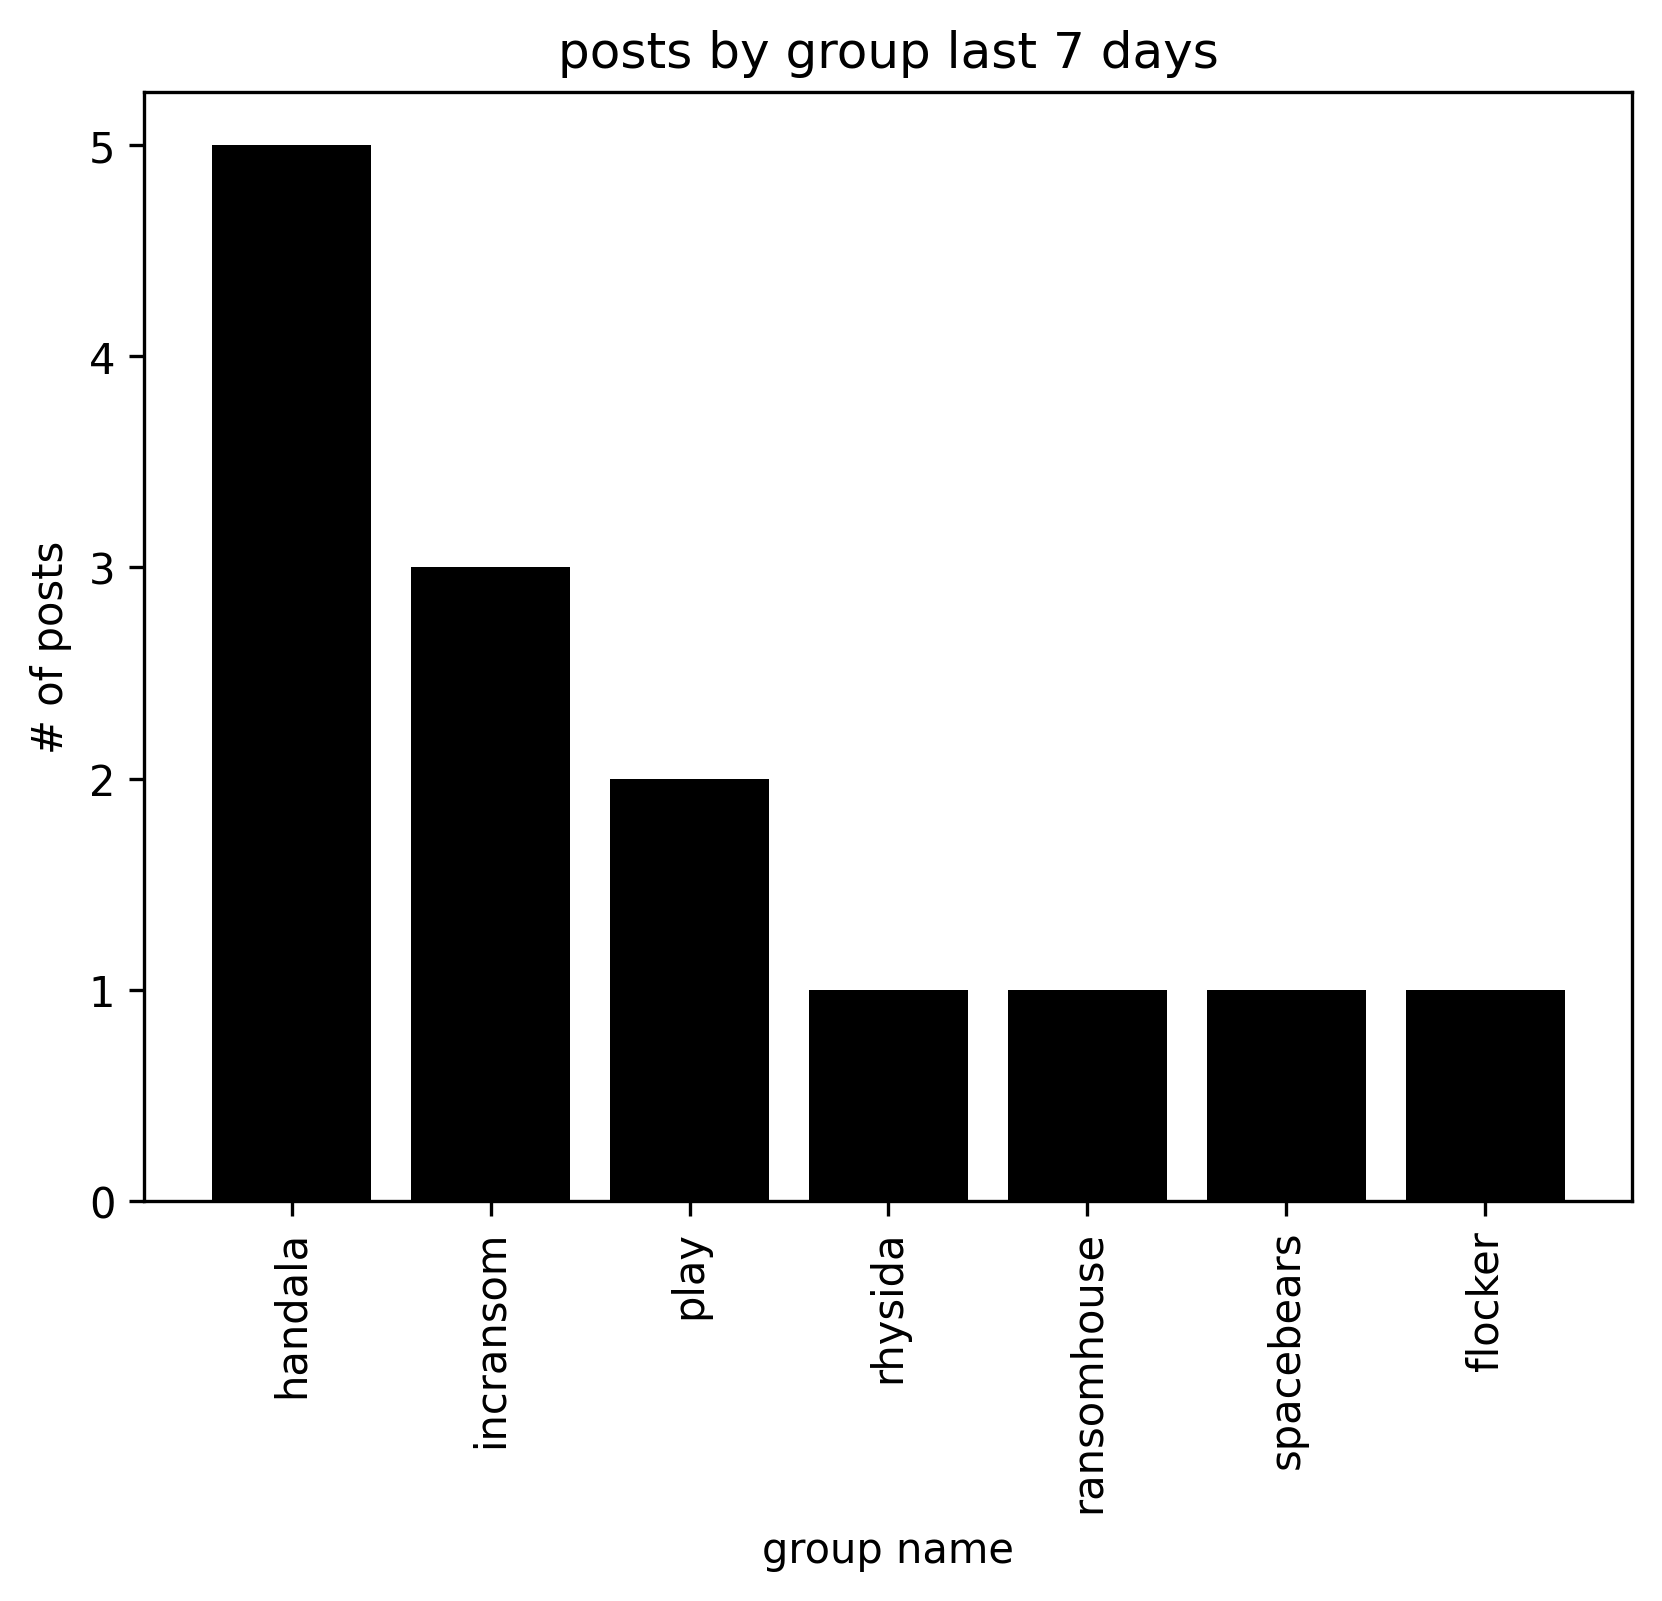 posts by group last 7 days
# of posts
5
4
3
2
1
0
handala
incransom
play
rhysida
ransomhouse
spacebears
flocker
group name